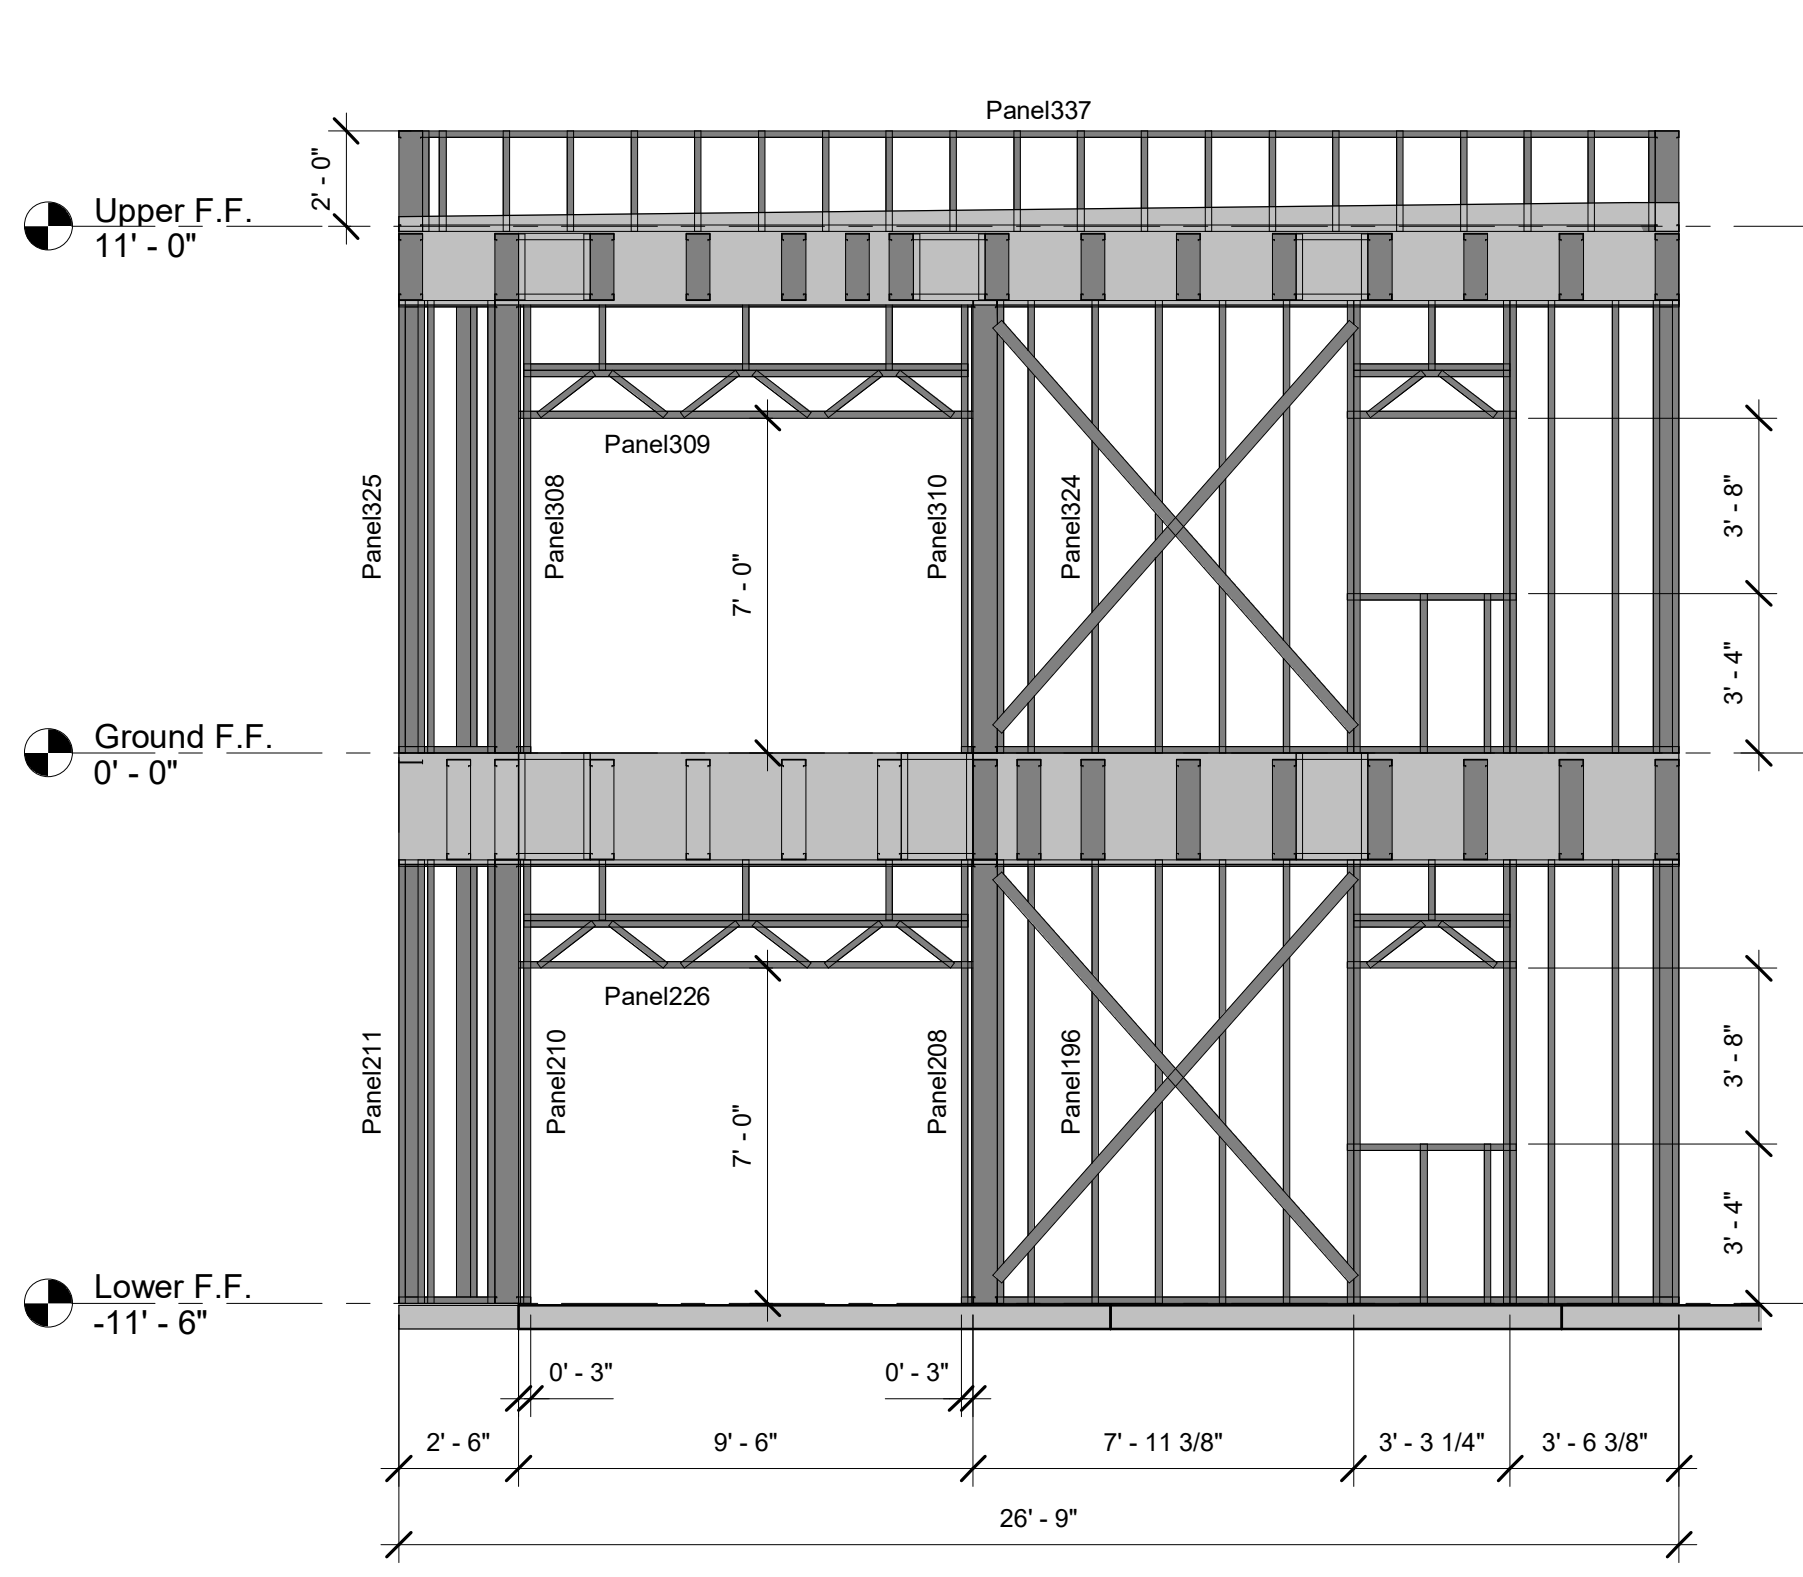 Panel337
2' - 0"
Upper F.F.
11' - 0"
Panel309
Panel325
Panel308
Panel310
Panel324
7' - 0"
3' - 8"
3' - 4"
Ground F.F.
0' - 0"
Panel226
Panel211
Panel210
Panel208
Panel196
7' - 0"
3' - 8"
3' - 4"
Lower F.F.
-11' - 6"
0' - 3"
0' - 3"
2' - 6"
9' - 6"
7' - 11 3/8"
3' - 3 1/4"
3' - 6 3/8"
26' - 9"